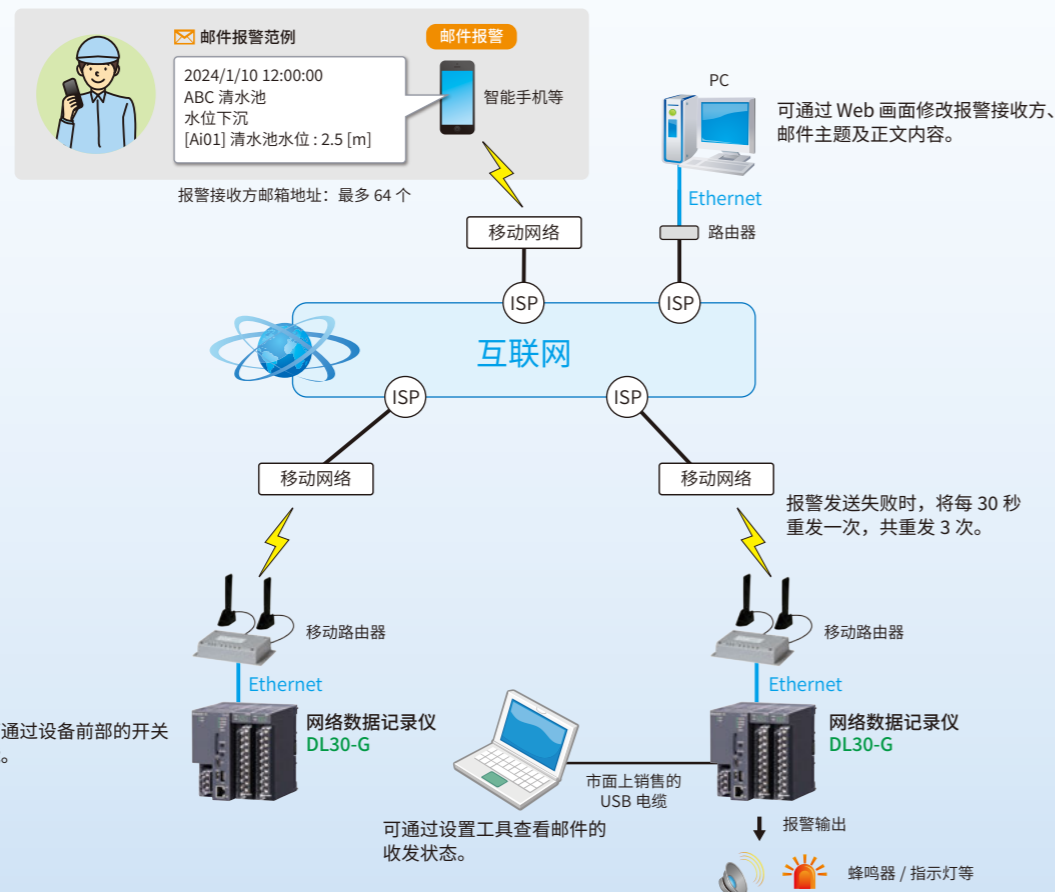 邮件报警范例
邮件报警
2024/1/10 12:00:00
ABC 清水池
水位下沉
[Ai01] 清水池水位 : 2.5 [m]
智能手机等
报警接收方邮箱地址：最多 64 个
PC
可通过 Web 画面修改报警接收方、
邮件主题及正文内容。
Ethernet
路由器
移动网络
ISP
ISP
互联网
ISP
ISP
移动网络
移动网络
报警发送失败时，将每 30 秒
重发一次，共重发 3 次。
移动路由器
移动路由器
Ethernet
Ethernet
通过设备前部的开关
。
网络数据记录仪
DL30-G
网络数据记录仪
DL30-G
市面上销售的
USB 电缆
可通过设置工具查看邮件的
收发状态。
报警输出
蜂鸣器 / 指示灯等